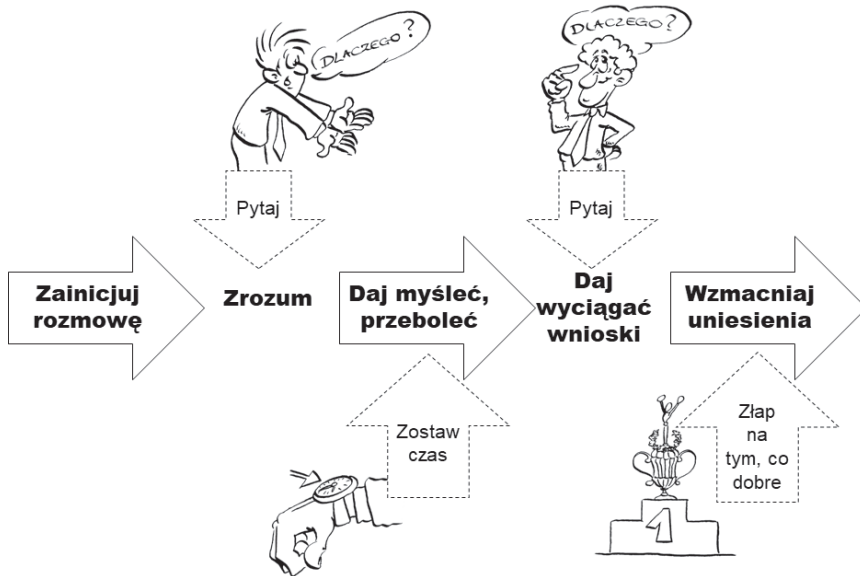 DLACZEGO?
DLACZEGO?
Pytaj
Pytaj
Zainicjuj
rozmowę
Zrozum
Daj myśleć,
przeboleć
Daj
wyciągać
wnioski
Wzmacniaj
uniesienia
Zostaw
czas
Złap
na
tym, co
dobre
1